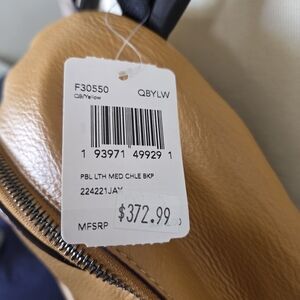 F30550 QBYLW
QB/Yellow
1 93971 49929 1
PBL LTH MED CHLE BKP
224221JAY
$372.99
MFSRP